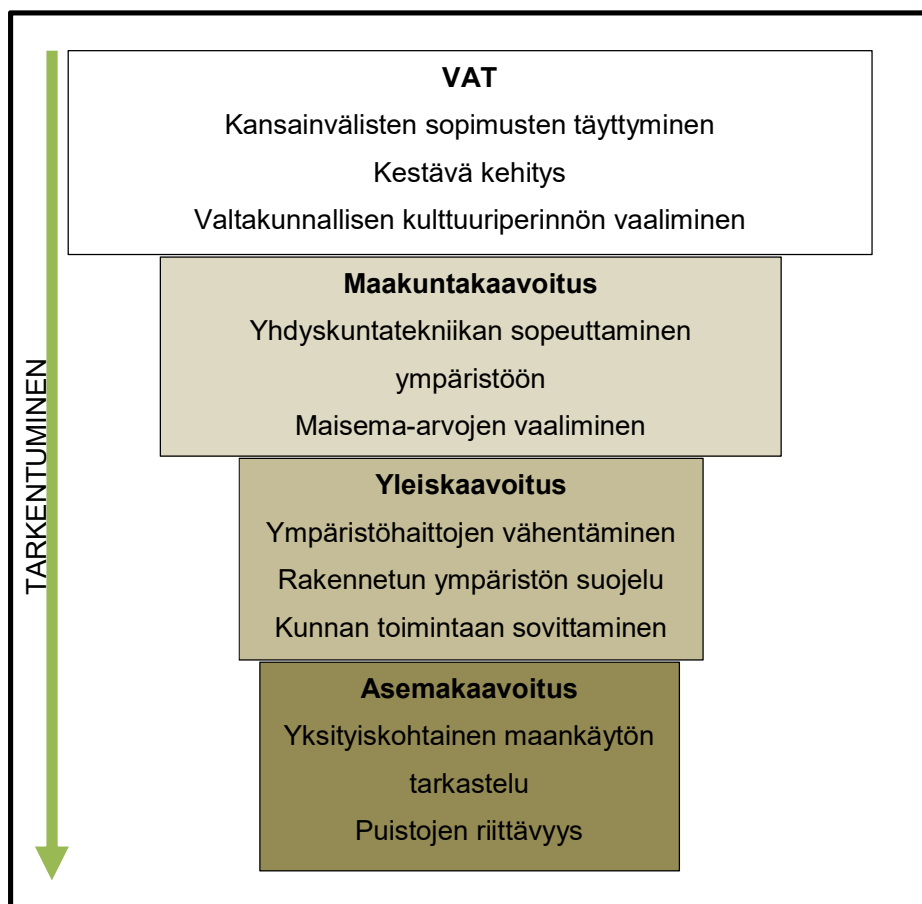 VAT
Kansainvälisten sopimusten täyttyminen
Kestävä kehitys
Valtakunnallisen kulttuuriperinnön vaaliminen
Maakuntakaavoitus
Yhdyskuntatekniikan sopeuttaminen
ympäristöön
Maisema-arvojen vaaliminen
Yleiskaavoitus
Ympäristöhaittojen vähentäminen
Rakennetun ympäristön suojelu
Kunnan toimintaan sovittaminen
Asemakaavoitus
Yksityiskohtainen maankäytön
tarkastelu
Puistojen riittävyys
TARKENTUMINEN